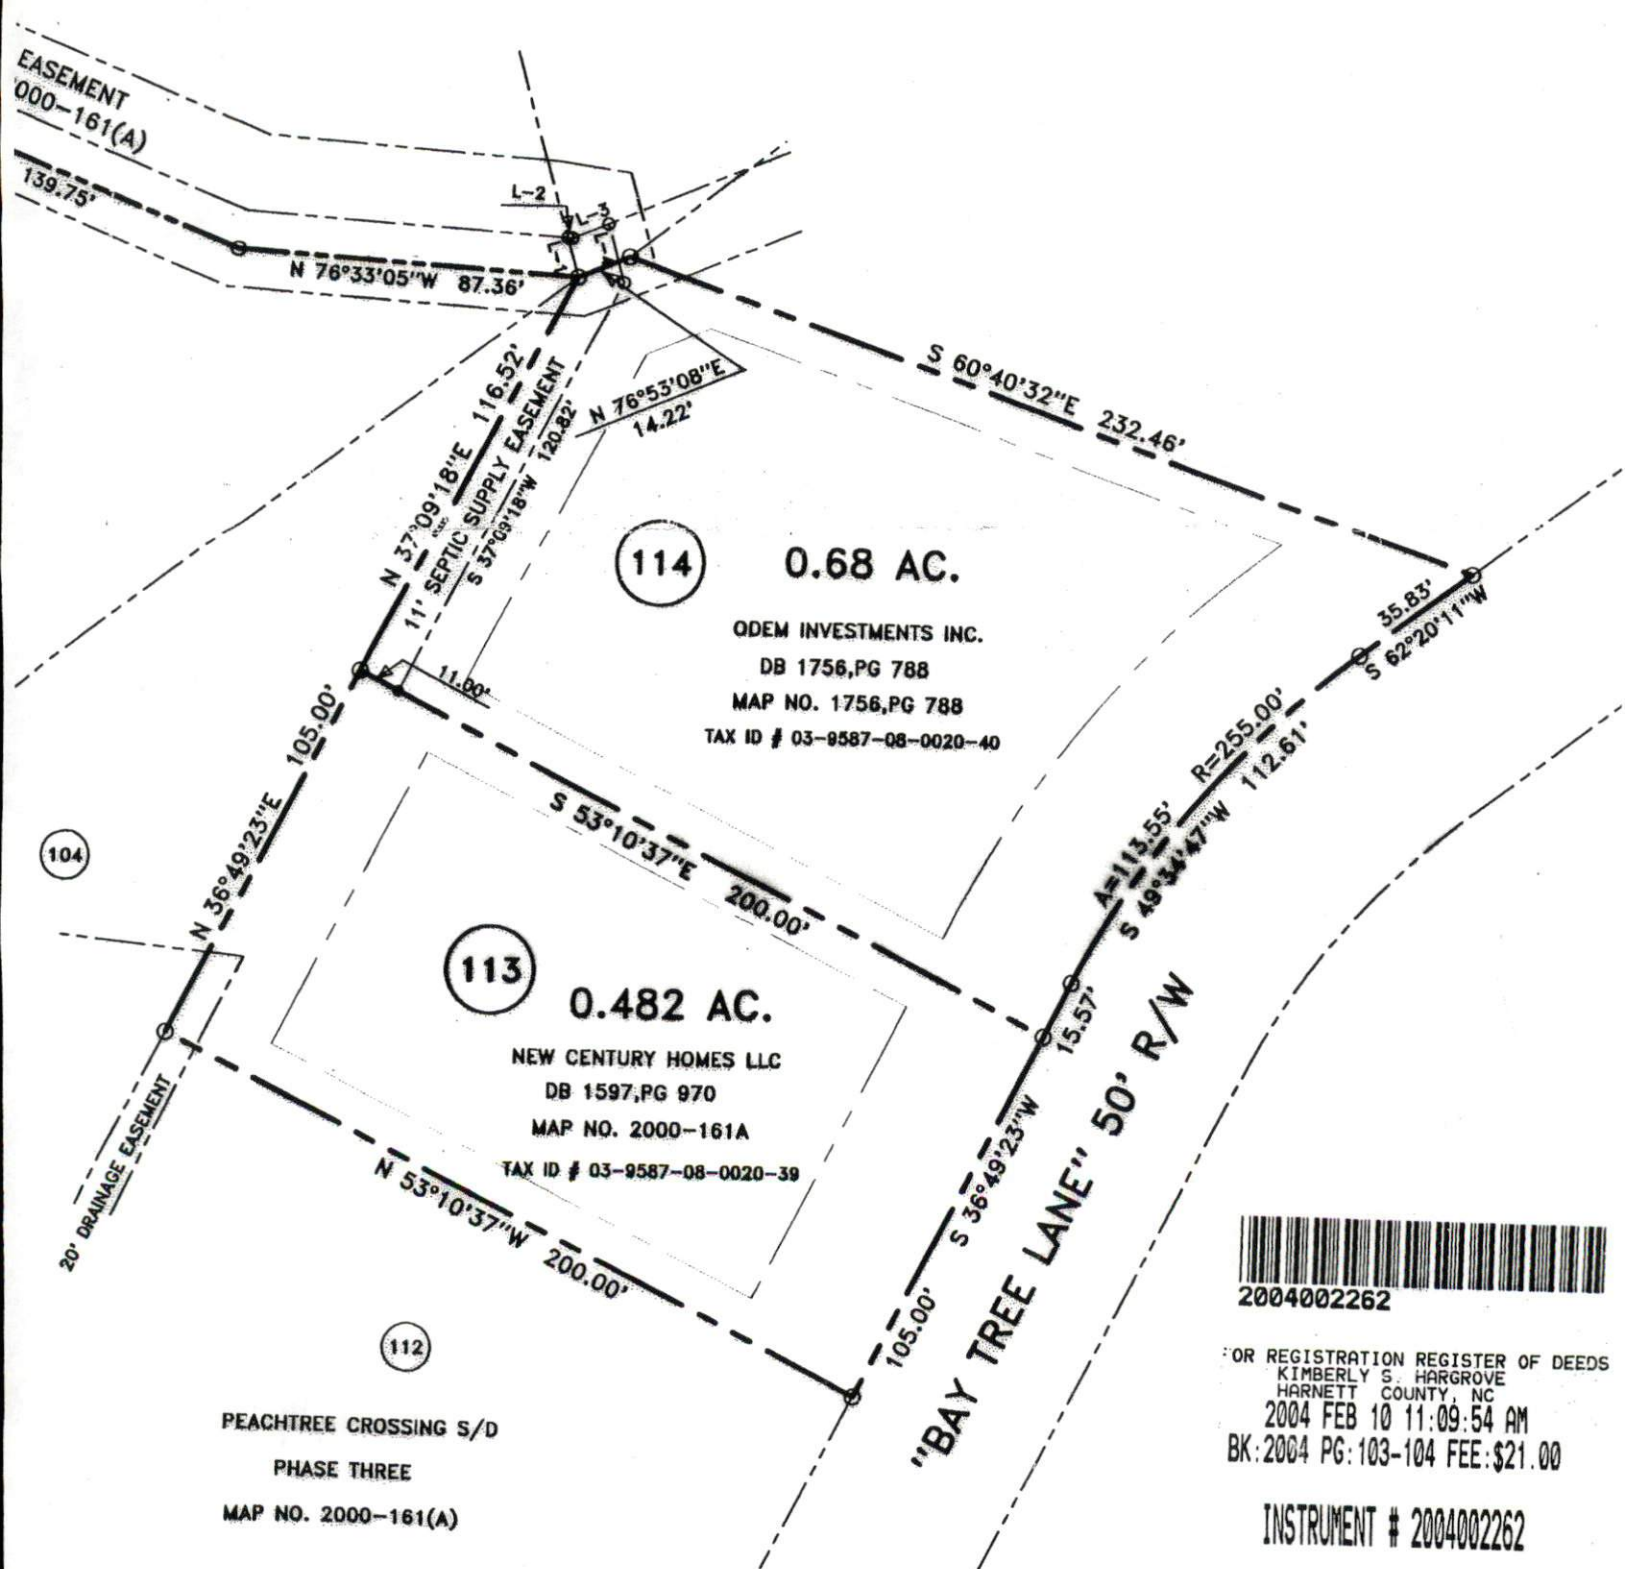 EASEMENT
000-161(A)
139.75'
L-2
L-3
N 76°33'05"W 87.36'
N 76°53'08"E
14.22'
S 60°40'32"E 232.46'
N 37°09'18"E 116.52'
11' SEPTIC SUPPLY EASEMENT
S 37°09'18"W 120.82'
114
0.68 AC.
ODEM INVESTMENTS INC.
DB 1756,PG 788
MAP NO. 1756,PG 788
TAX ID # 03-9587-08-0020-40
35.83'
S 62°20'11"W
11.00'
R=255.00'
A=113.55'
S 49°34'47"W 112.61'
N 36°49'23"E 105.00'
S 53°10'37"E 200.00'
104
113
0.482 AC.
NEW CENTURY HOMES LLC
DB 1597,PG 970
MAP NO. 2000-161A
TAX ID # 03-9587-08-0020-39
15.57'
S 36°49'23"W
105.00'
"BAY TREE LANE" 50' R/W
20' DRAINAGE EASEMENT
N 53°10'37"W 200.00'
112
PEACHTREE CROSSING S/D
PHASE THREE
MAP NO. 2000-161(A)
2004002262
OR REGISTRATION REGISTER OF DEEDS
KIMBERLY S. HARGROVE
HARNETT COUNTY, NC
2004 FEB 10 11:09:54 AM
BK:2004 PG:103-104 FEE:$21.00
INSTRUMENT # 2004002262